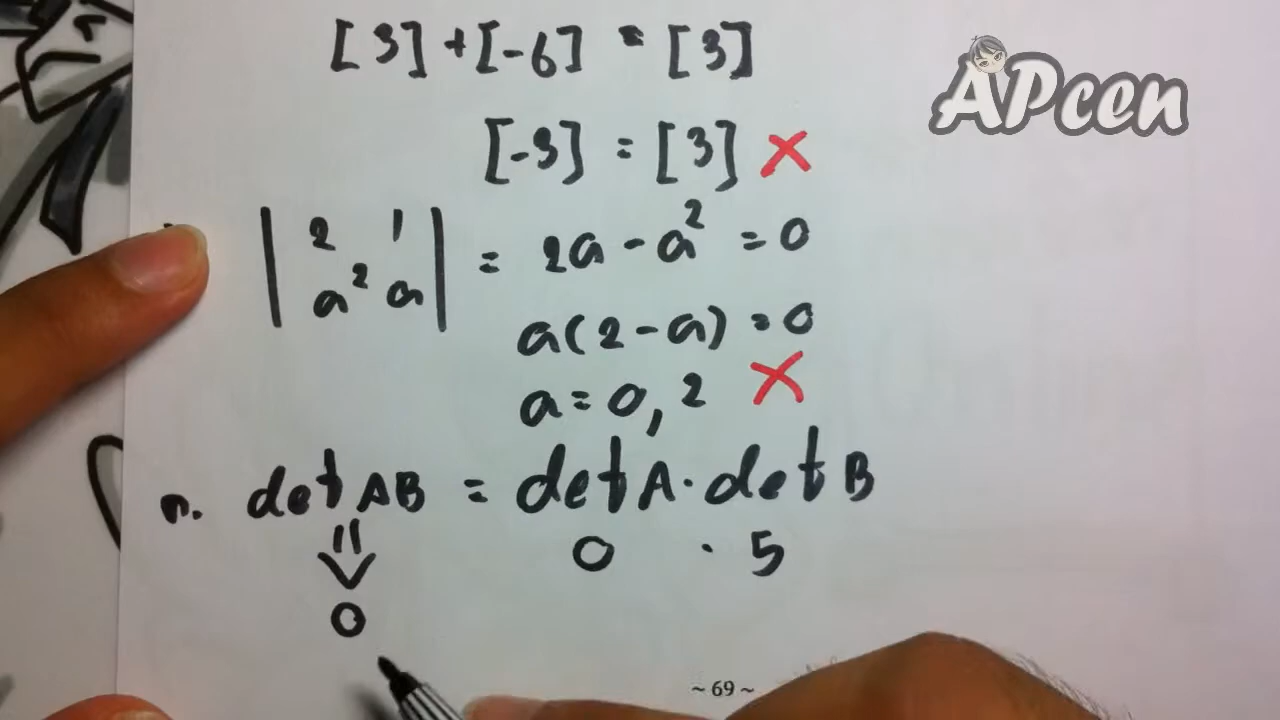 [3] + [-6] = [3]
APcen
[-3] = [3] ✗
| 2 1 | = 2a - a² = 0
| a² a |
a(2 - a) = 0
a = 0, 2 ✗
ก. det AB = det A · det B
0 · 5
0
~ 69 ~